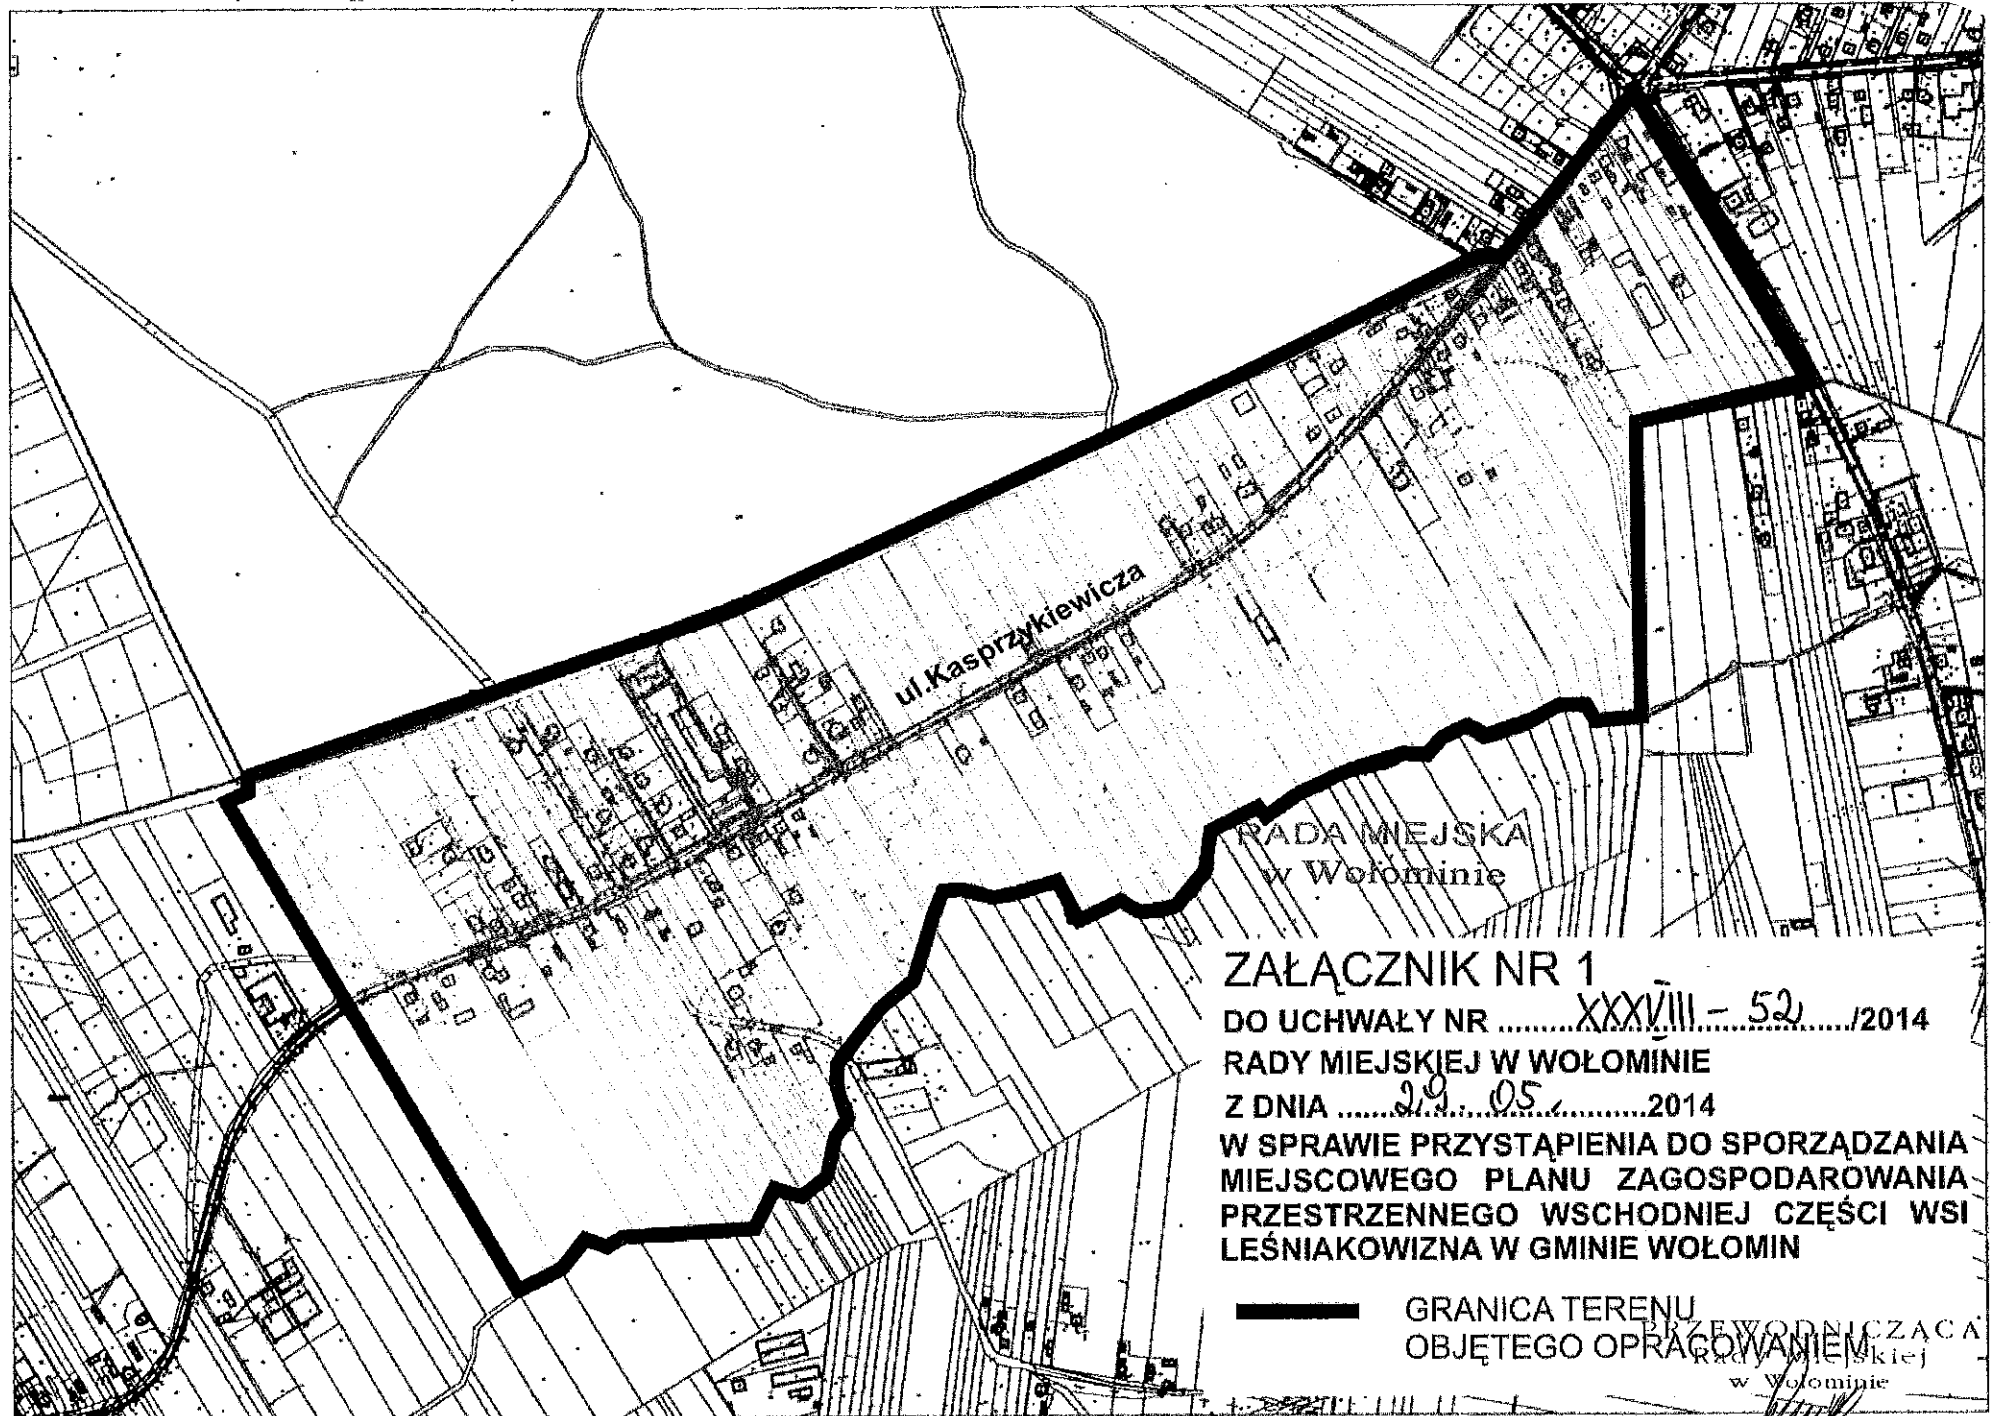 ul.Kasprzykiewicza
RADA MIEJSKA
w Wołominie
ZAŁĄCZNIK NR 1
DO UCHWAŁY NR ......... XXXVIII - 52 ........./2014
RADY MIEJSKIEJ W WOŁOMINIE
Z DNIA ......29. 05. ...........2014
W SPRAWIE PRZYSTĄPIENIA DO SPORZĄDZANIA
MIEJSCOWEGO PLANU ZAGOSPODAROWANIA
PRZESTRZENNEGO WSCHODNIEJ CZĘŚCI WSI
LEŚNIAKOWIZNA W GMINIE WOŁOMIN
GRANICA TERENU
OBJĘTEGO OPRACOWANIEM
PRZEWODNICZĄCA
Rady Miejskiej
w Wołominie